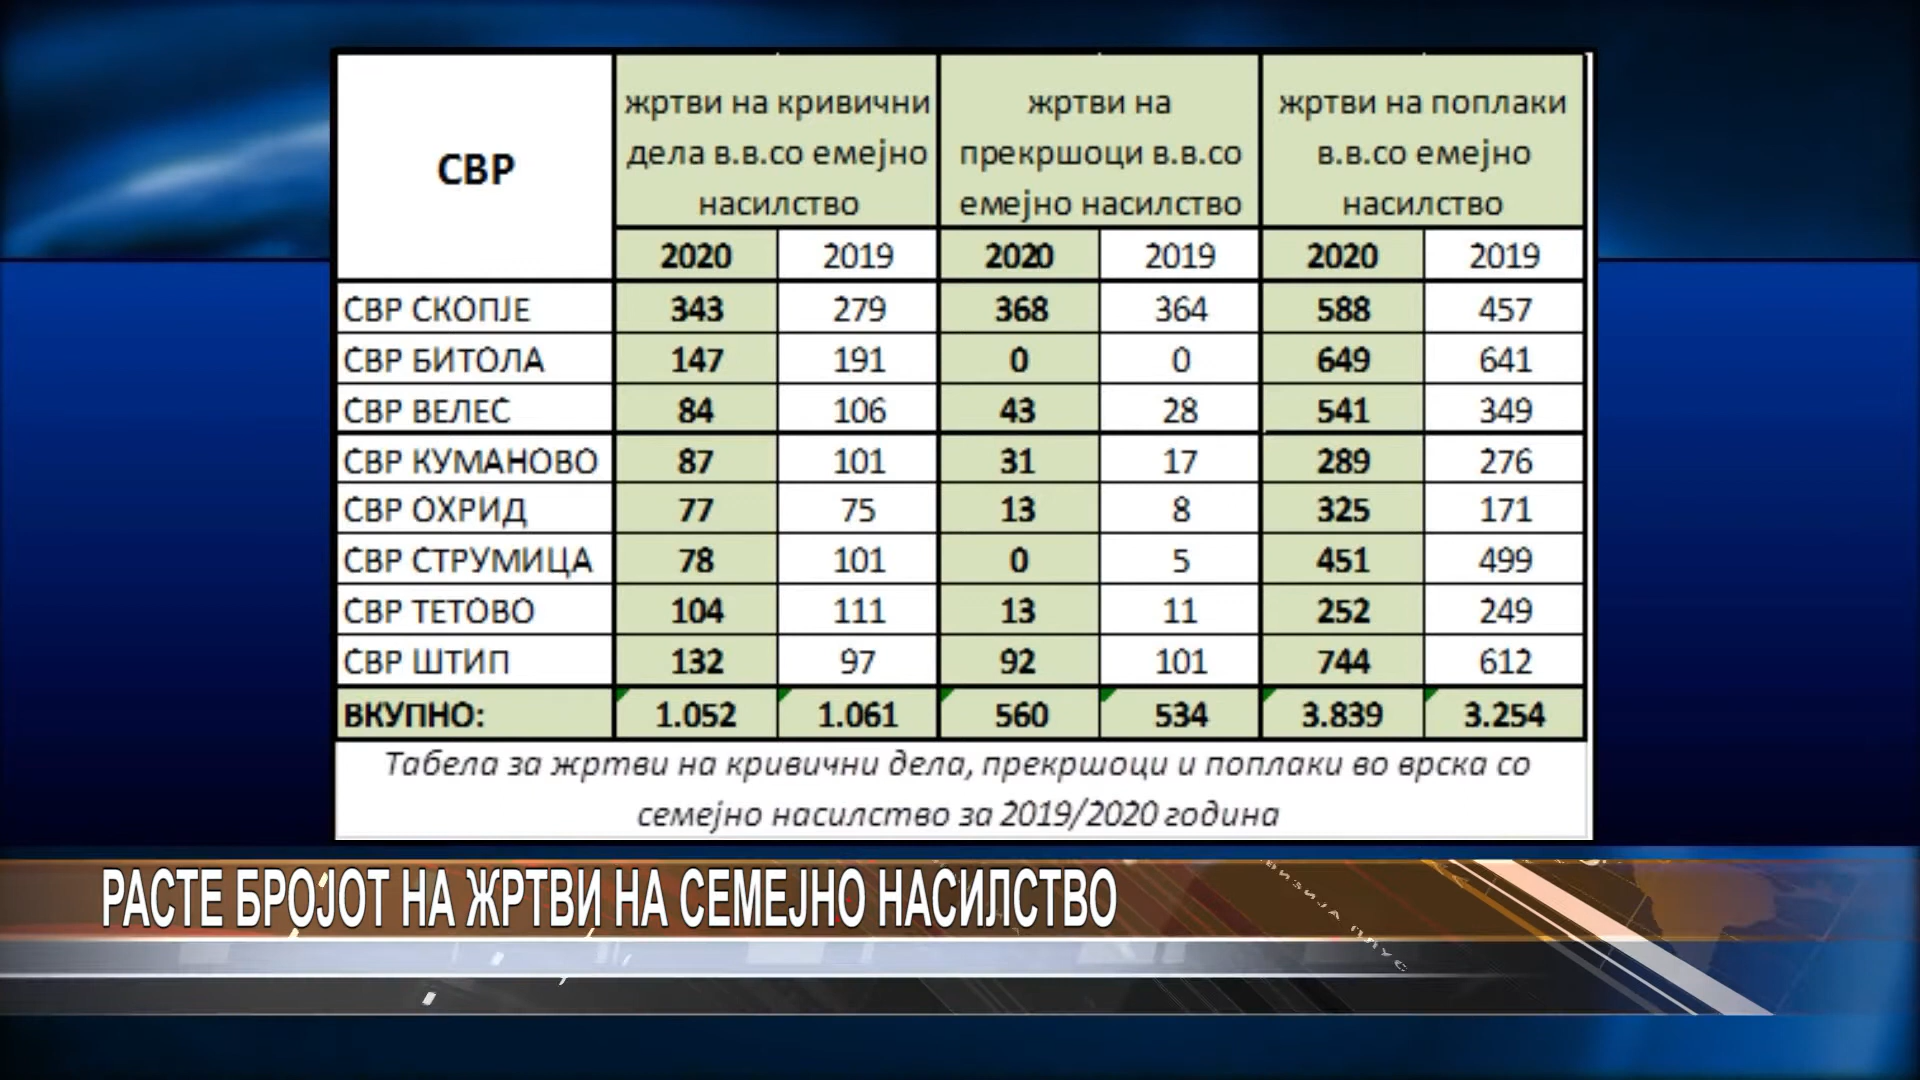 СВР
жртви на кривични
дела в.в.со емејно
насилство
жртви на
прекршоци в.в.со
емејно насилство
жртви на поплаки
в.в.со емејно
насилство
2020 2019 2020 2019 2020 2019
СВР СКОПЈЕ 343 279 368 364 588 457
СВР БИТОЛА 147 191 0 0 649 641
СВР ВЕЛЕС 84 106 43 28 541 349
СВР КУМАНОВО 87 101 31 17 289 276
СВР ОХРИД 77 75 13 8 325 171
СВР СТРУМИЦА 78 101 0 5 451 499
СВР ТЕТОВО 104 111 13 11 252 249
СВР ШТИП 132 97 92 101 744 612
ВКУПНО: 1.052 1.061 560 534 3.839 3.254
Табела за жртви на кривични дела, прекршоци и поплаки во врска со
семејно насилство за 2019/2020 година
РАСТЕ БРОЈОТ НА ЖРТВИ НА СЕМЕЈНО НАСИЛСТВО